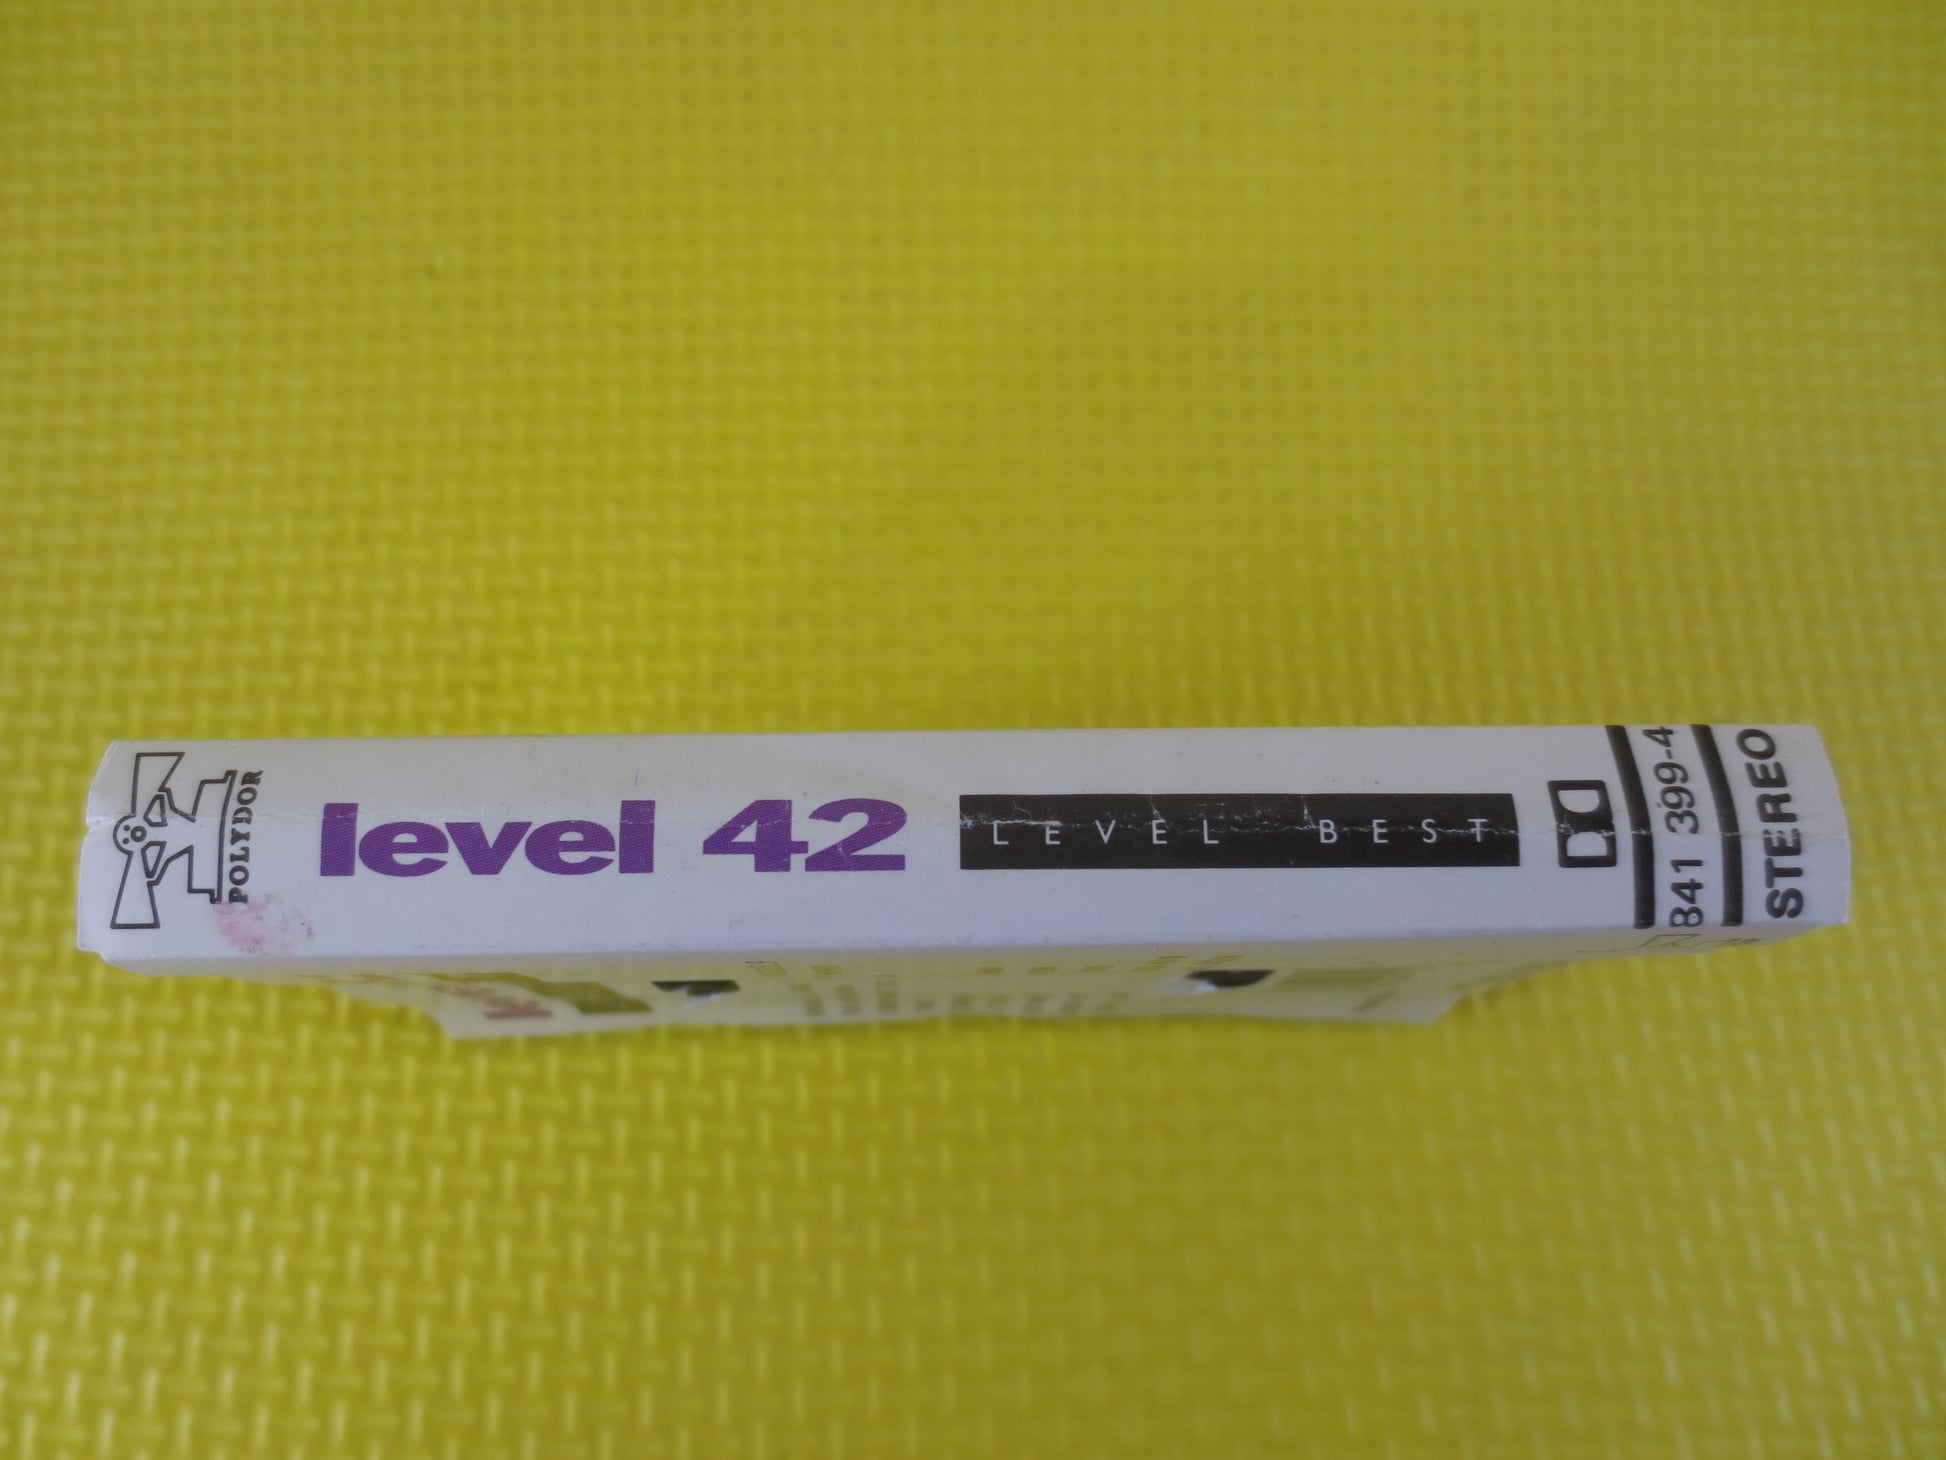 POLYDOR
level 42
LEVEL BEST
841 399-4
STEREO